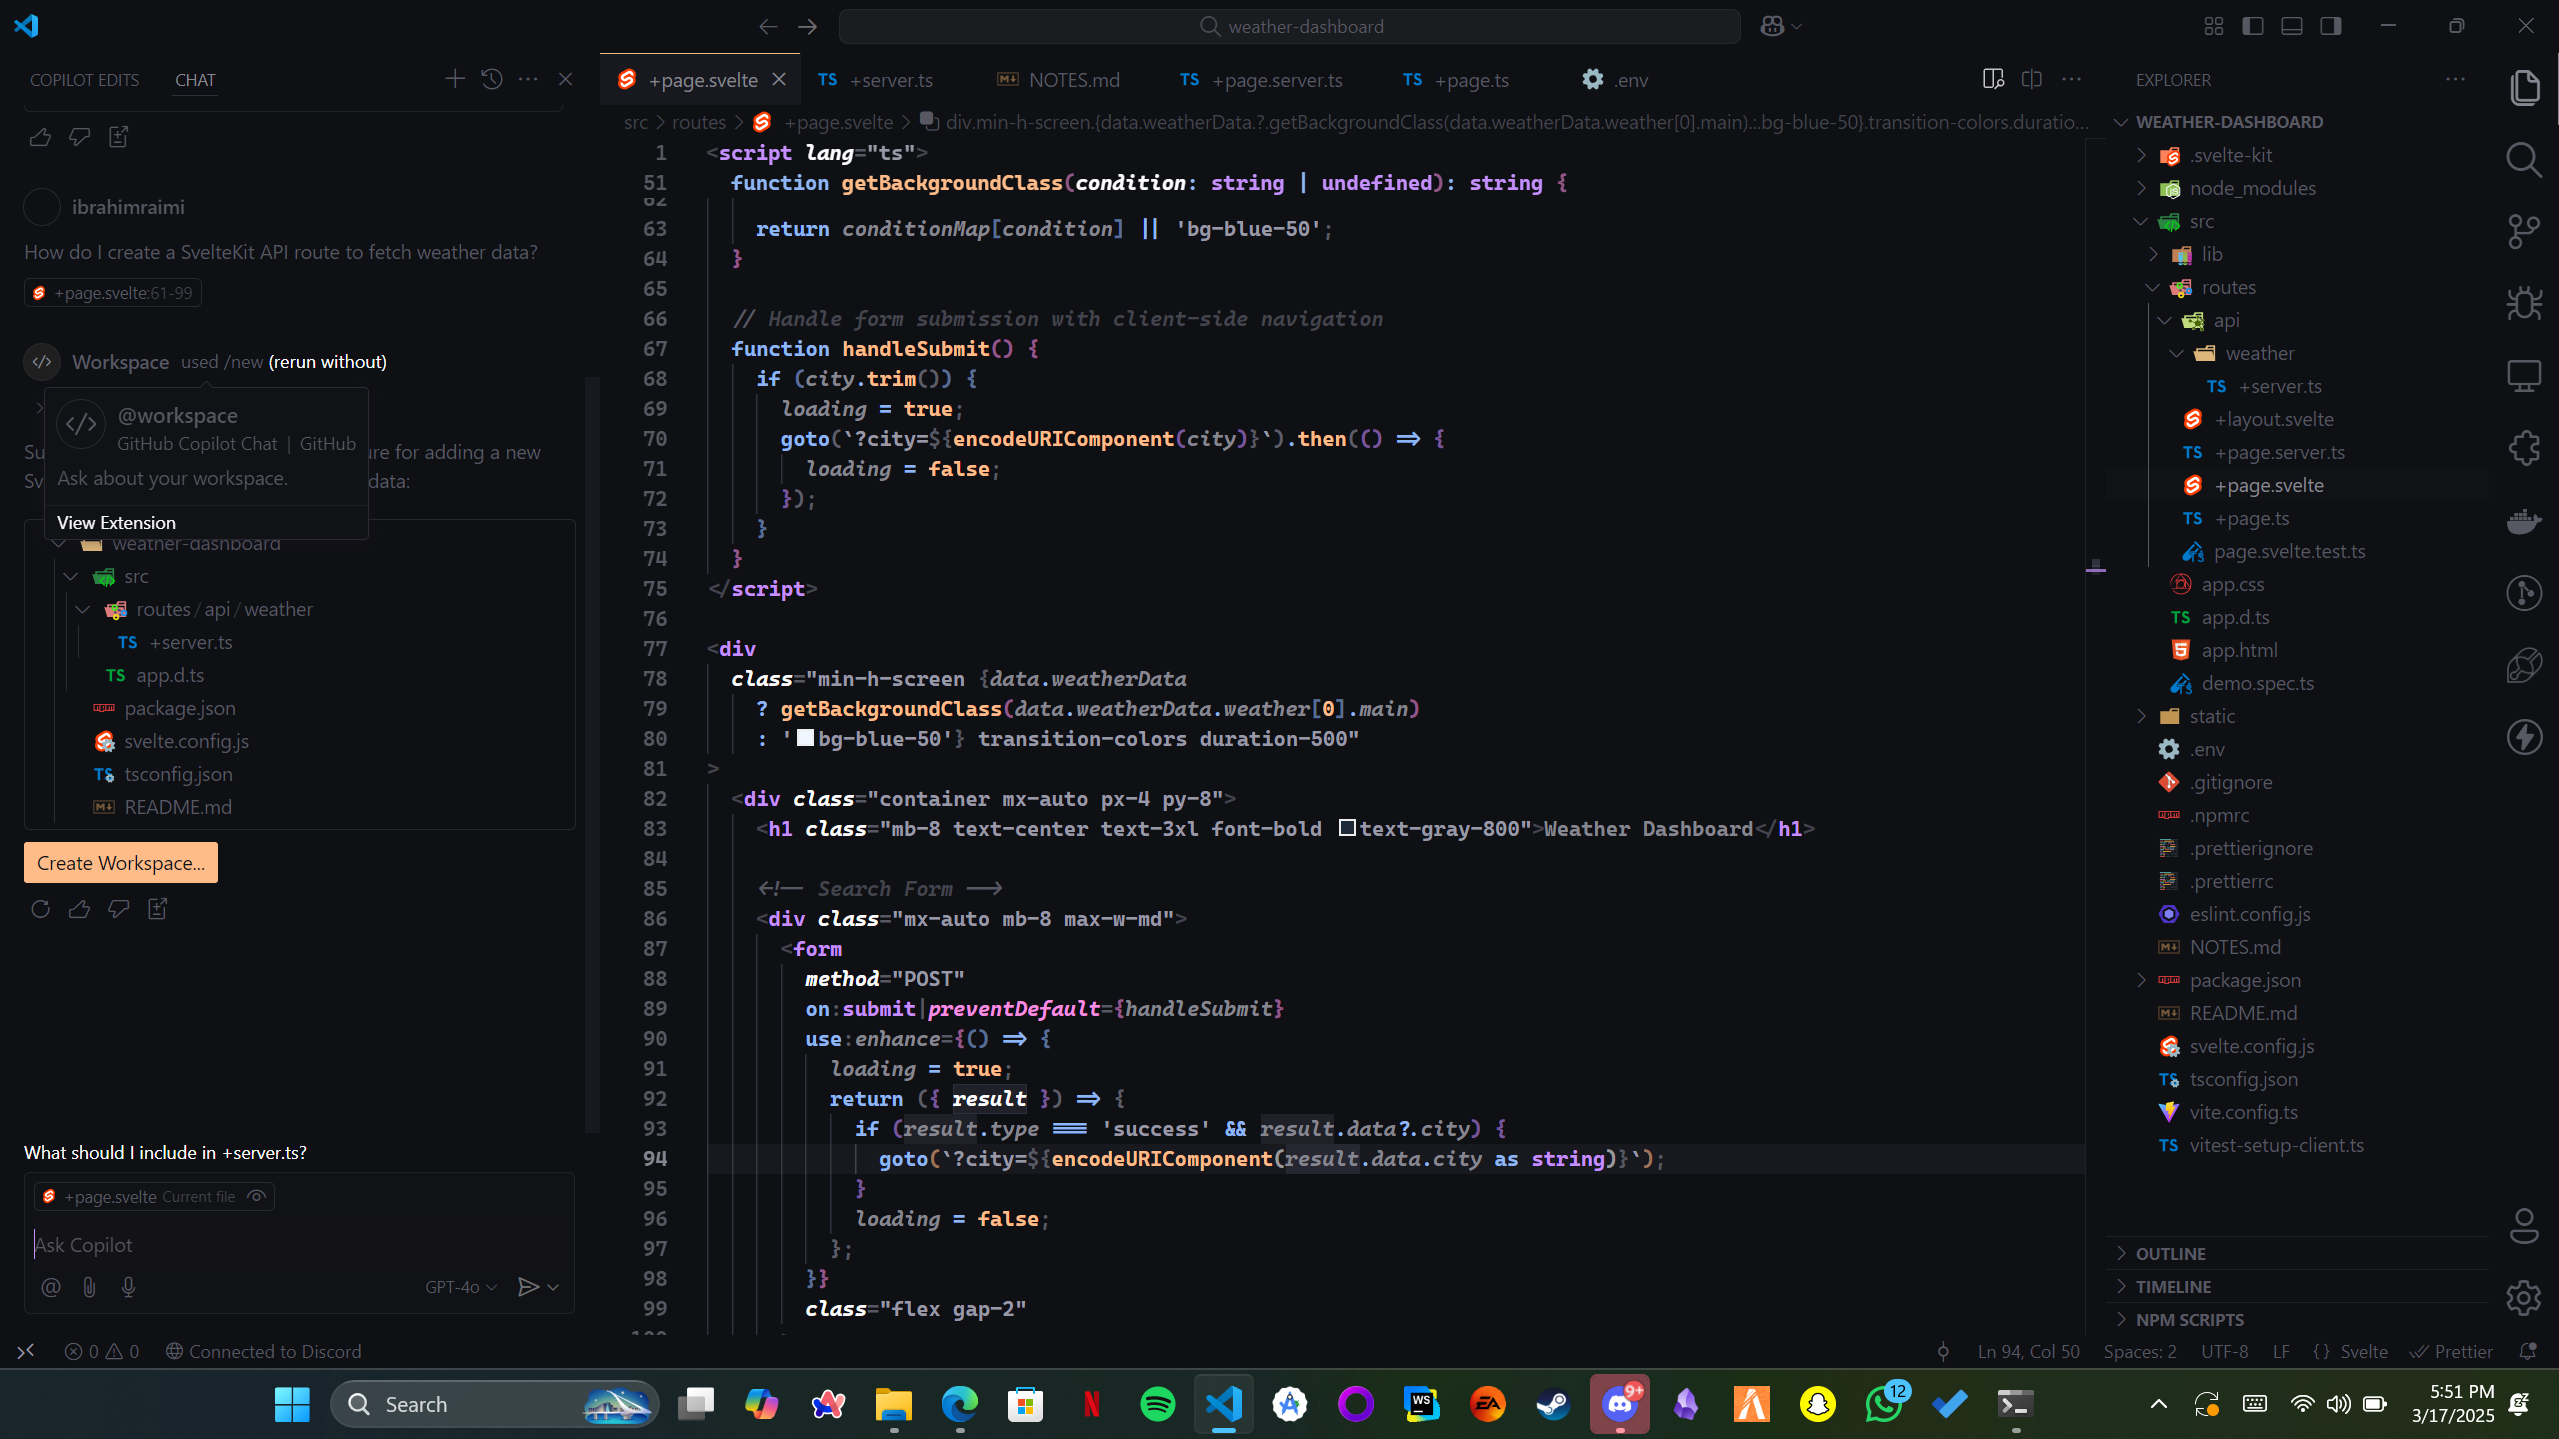 weather-dashboard
COPILOT EDITS
CHAT
ibrahimraimi
How do I create a SvelteKit API route to fetch weather data?
+page.svelte:61-99
Workspace used /new (rerun without)
@workspace
GitHub Copilot Chat | GitHub
Su
re for adding a new
Ask about your workspace.
Sv
data:
View Extension
weather-dashboard
src
routes/api/weather
TS +server.ts
TS app.d.ts
package.json
svelte.config.js
TS tsconfig.json
README.md
Create Workspace...
What should I include in +server.ts?
+page.svelte Current file
Ask Copilot
GPT-4o
+page.svelte
TS +server.ts
NOTES.md
TS +page.server.ts
TS +page.ts
.env
src > routes > +page.svelte > div.min-h-screen.{data.weatherData.?.getBackgroundClass(data.weatherData.weather[0].main).:.bg-blue-50}.transition-colors.duratio...
1 <script lang="ts">
51 function getBackgroundClass(condition: string | undefined): string {
62
63 return conditionMap[condition] || 'bg-blue-50';
64 }
65
66 // Handle form submission with client-side navigation
67 function handleSubmit() {
68 if (city.trim()) {
69 loading = true;
70 goto(`?city=${encodeURIComponent(city)}`).then(() => {
71 loading = false;
72 });
73 }
74 }
75 </script>
76
77 <div
78 class="min-h-screen {data.weatherData
79 ? getBackgroundClass(data.weatherData.weather[0].main)
80 : 'bg-blue-50'} transition-colors duration-500"
81 >
82 <div class="container mx-auto px-4 py-8">
83 <h1 class="mb-8 text-center text-3xl font-bold text-gray-800">Weather Dashboard</h1>
84
85 <!-- Search Form -->
86 <div class="mx-auto mb-8 max-w-md">
87 <form
88 method="POST"
89 on:submit|preventDefault={handleSubmit}
90 use:enhance={() => {
91 loading = true;
92 return ({ result }) => {
93 if (result.type === 'success' && result.data?.city) {
94 goto(`?city=${encodeURIComponent(result.data.city as string)}`);
95 }
96 loading = false;
97 };
98 }}
99 class="flex gap-2"
100
EXPLORER
WEATHER-DASHBOARD
.svelte-kit
node_modules
src
lib
routes
api
weather
TS +server.ts
+layout.svelte
TS +page.server.ts
+page.svelte
TS +page.ts
page.svelte.test.ts
app.css
TS app.d.ts
app.html
demo.spec.ts
static
.env
.gitignore
.npmrc
.prettierignore
.prettierrc
eslint.config.js
NOTES.md
package.json
README.md
svelte.config.js
TS tsconfig.json
vite.config.ts
TS vitest-setup-client.ts
OUTLINE
TIMELINE
NPM SCRIPTS
0 0 Connected to Discord
Ln 94, Col 50 Spaces: 2 UTF-8 LF {} Svelte Prettier
Search
N
WS
EA
9+
12
5:51 PM
3/17/2025